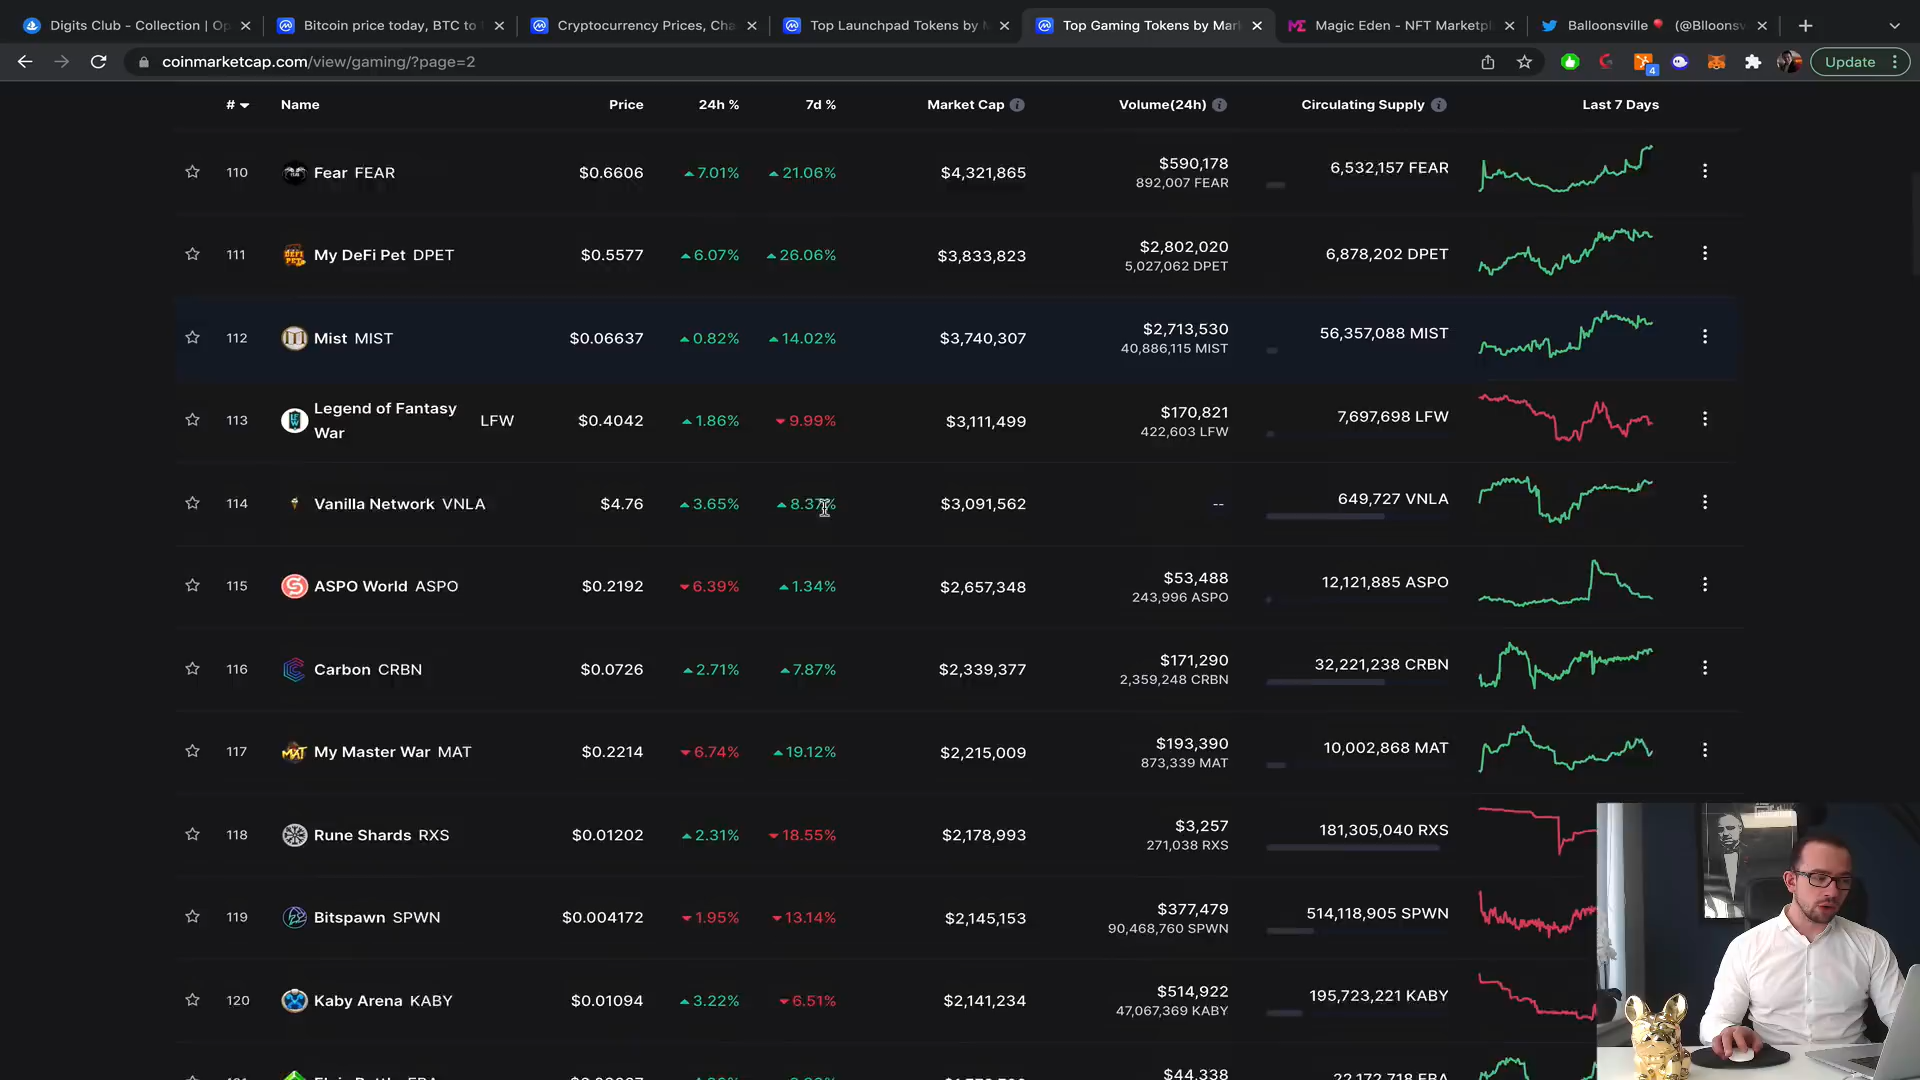 Digits Club - Collection | Op
Bitcoin price today, BTC to
Cryptocurrency Prices, Cha
Top Launchpad Tokens by M
Top Gaming Tokens by Mar
Magic Eden - NFT Marketpl
Balloonsville (@Blloonsv
coinmarketcap.com/view/gaming/?page=2
4
Update
# Name Price 24h % 7d % Market Cap Volume(24h) Circulating Supply Last 7 Days
110 Fear FEAR $0.6606 7.01% 21.06% $4,321,865 $590,178 6,532,157 FEAR
892,007 FEAR
111 My DeFi Pet DPET $0.5577 6.07% 26.06% $3,833,823 $2,802,020 6,878,202 DPET
5,027,062 DPET
112 Mist MIST $0.06637 0.82% 14.02% $3,740,307 $2,713,530 56,357,088 MIST
40,886,115 MIST
113 Legend of Fantasy War LFW $0.4042 1.86% 9.99% $3,111,499 $170,821 7,697,698 LFW
422,603 LFW
114 Vanilla Network VNLA $4.76 3.65% 8.37% $3,091,562 -- 649,727 VNLA
115 ASPO World ASPO $0.2192 6.39% 1.34% $2,657,348 $53,488 12,121,885 ASPO
243,996 ASPO
116 Carbon CRBN $0.0726 2.71% 7.87% $2,339,377 $171,290 32,221,238 CRBN
2,359,248 CRBN
117 My Master War MAT $0.2214 6.74% 19.12% $2,215,009 $193,390 10,002,868 MAT
873,339 MAT
118 Rune Shards RXS $0.01202 2.31% 18.55% $2,178,993 $3,257 181,305,040 RXS
271,038 RXS
119 Bitspawn SPWN $0.004172 1.95% 13.14% $2,145,153 $377,479 514,118,905 SPWN
90,468,760 SPWN
120 Kaby Arena KABY $0.01094 3.22% 6.51% $2,141,234 $514,922 195,723,221 KABY
47,067,369 KABY
$44,338